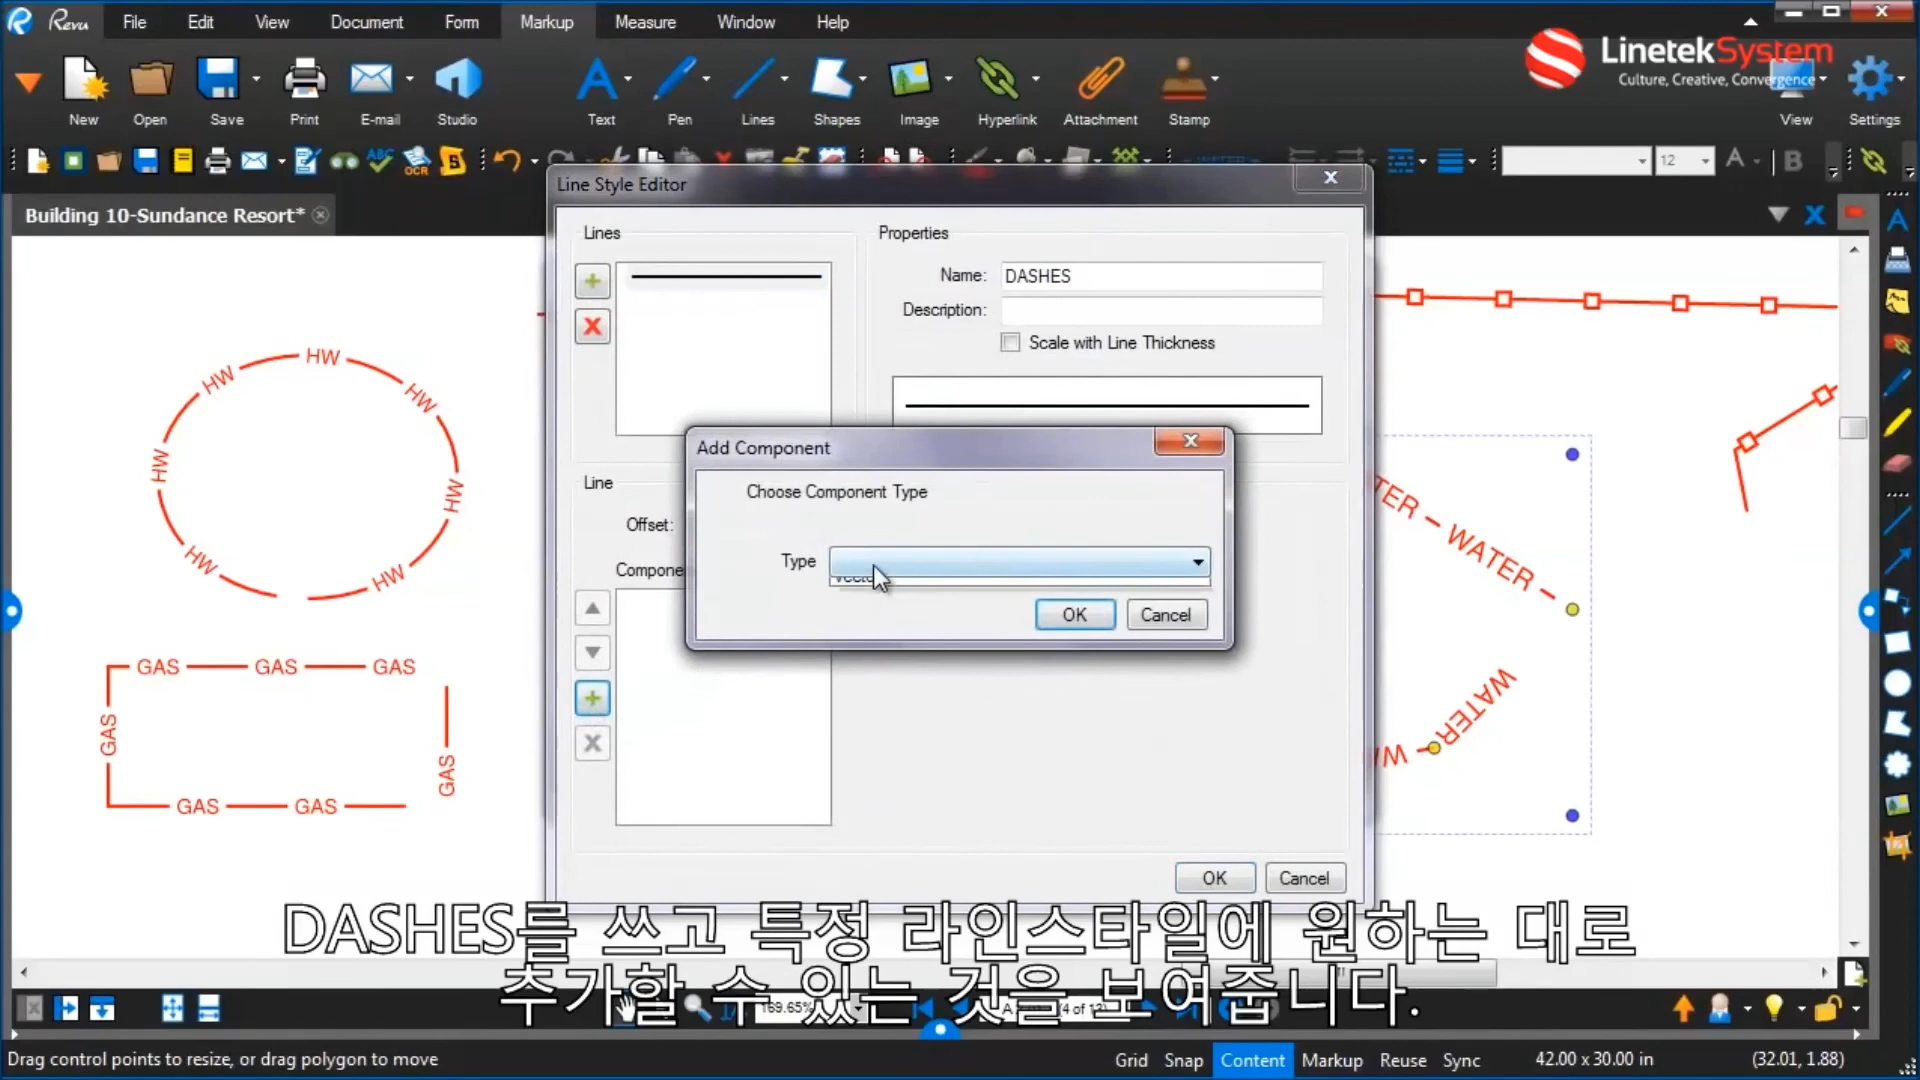 Revu File Edit View Document Form Markup Measure Window Help
LinetekSystem
Culture, Creative, Convergence
New Open Save Print E-mail Studio Text Pen Lines Shapes Image Hyperlink Attachment Stamp View Settings
ABC OCR 12 A B
Building 10-Sundance Resort*
Line Style Editor
Lines
Properties
Name: DASHES
Description:
Scale with Line Thickness
Add Component
Choose Component Type
Type
OK Cancel
Line
Offset:
OK Cancel
HW
HW
HW
HW
HW
HW
HW
GAS GAS GAS
GAS
GAS
GAS GAS
WATER
WATER
DASHES를 쓰고 특정 라인스타일에 원하는 대로
추가할 수 있는 것을 보여줍니다.
169.65%
Drag control points to resize, or drag polygon to move
Grid Snap Content Markup Reuse Sync 42.00 x 30.00 in (32.01, 1.88)